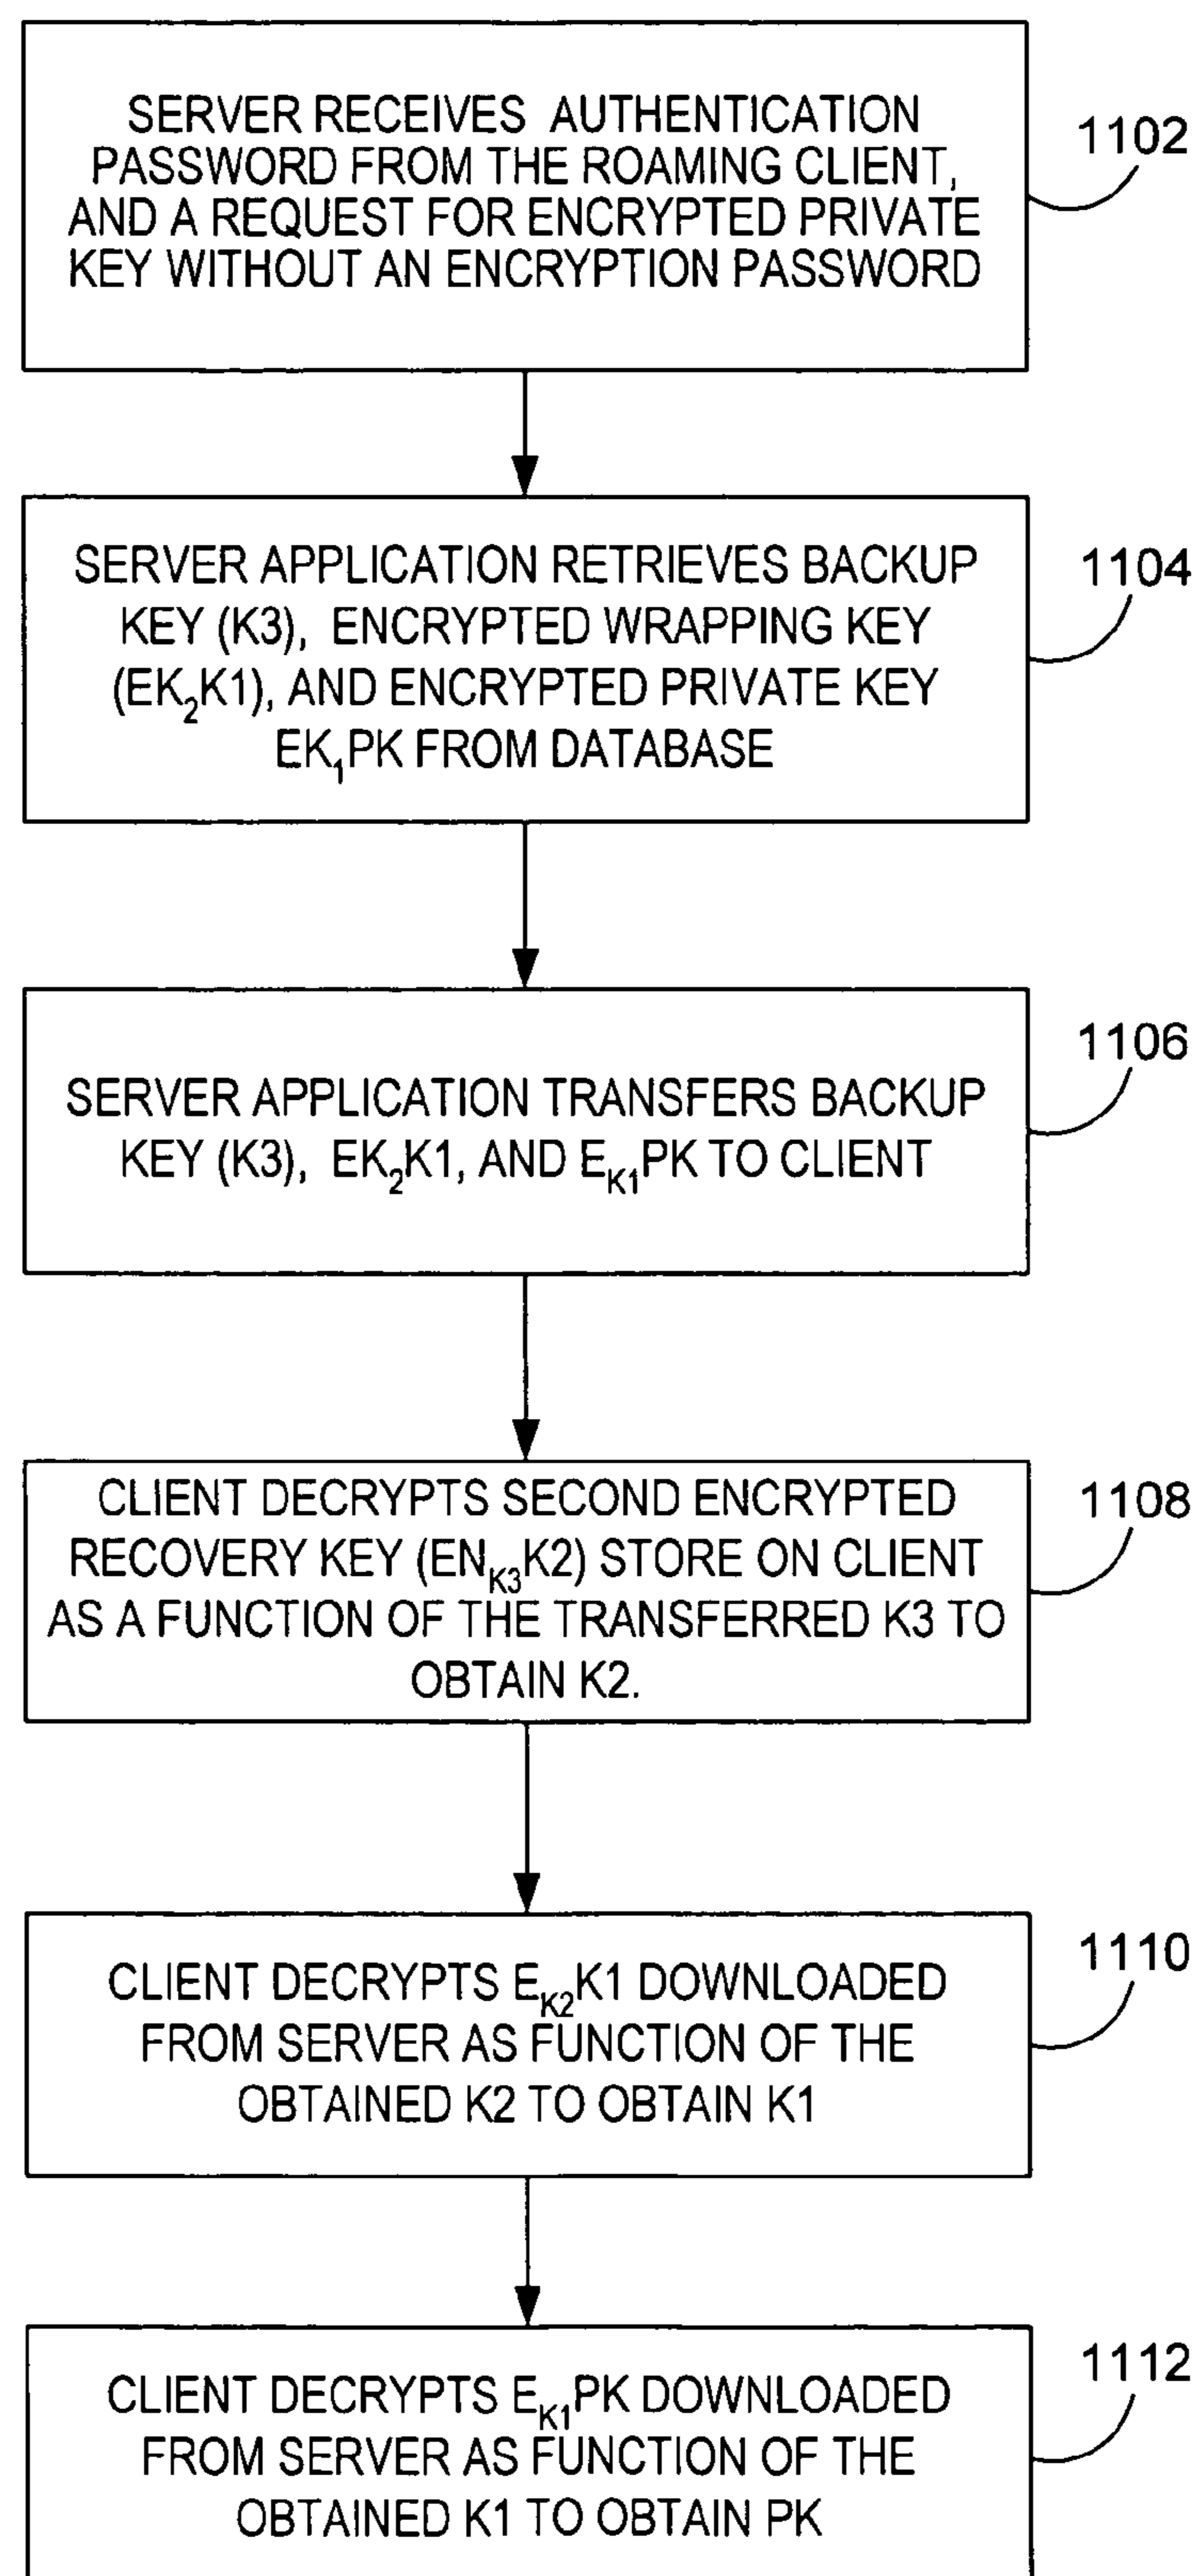 SERVER RECEIVES AUTHENTICATION
PASSWORD FROM THE ROAMING CLIENT,
AND A REQUEST FOR ENCRYPTED PRIVATE
KEY WITHOUT AN ENCRYPTION PASSWORD
1102
SERVER APPLICATION RETRIEVES BACKUP
KEY (K3), ENCRYPTED WRAPPING KEY
(EK₂K1), AND ENCRYPTED PRIVATE KEY
EK₁PK FROM DATABASE
1104
SERVER APPLICATION TRANSFERS BACKUP
KEY (K3), EK₂K1, AND E_K1PK TO CLIENT
1106
CLIENT DECRYPTS SECOND ENCRYPTED
RECOVERY KEY (EN_K3K2) STORE ON CLIENT
AS A FUNCTION OF THE TRANSFERRED K3 TO
OBTAIN K2.
1108
CLIENT DECRYPTS E_K2K1 DOWNLOADED
FROM SERVER AS FUNCTION OF THE
OBTAINED K2 TO OBTAIN K1
1110
CLIENT DECRYPTS E_K1PK DOWNLOADED
FROM SERVER AS FUNCTION OF THE
OBTAINED K1 TO OBTAIN PK
1112